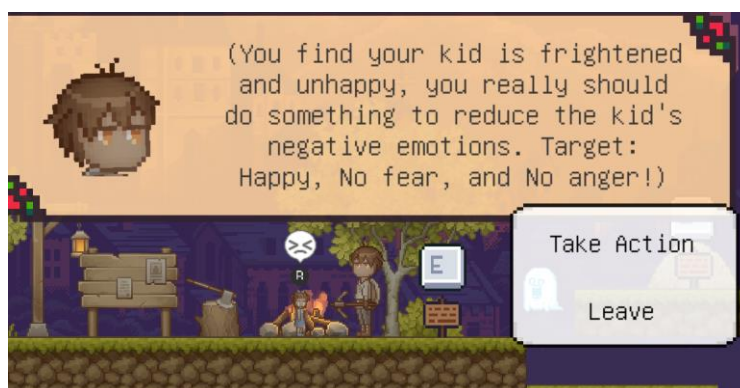 (You find your kid is frightened
and unhappy, you really should
do something to reduce the kid's
negative emotions. Target:
Happy, No fear, and No anger!)
Take Action
Leave
E
R